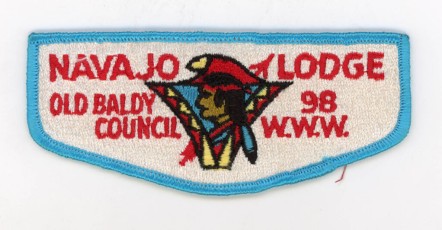 NAVAJO LODGE
OLD BALDY 98
COUNCIL W.W.W.